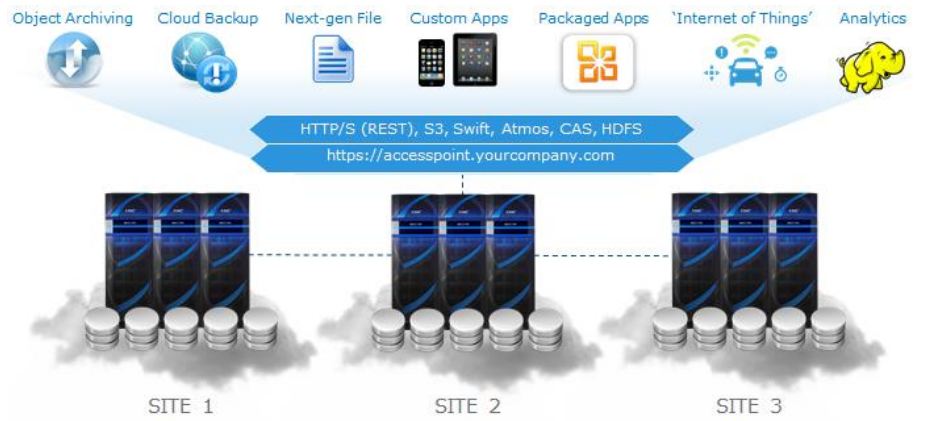 Object Archiving
Cloud Backup
Next-gen File
Custom Apps
Packaged Apps
‘Internet of Things’
Analytics
HTTP/S (REST), S3, Swift, Atmos, CAS, HDFS
https://accesspoint.yourcompany.com
SITE 1
SITE 2
SITE 3